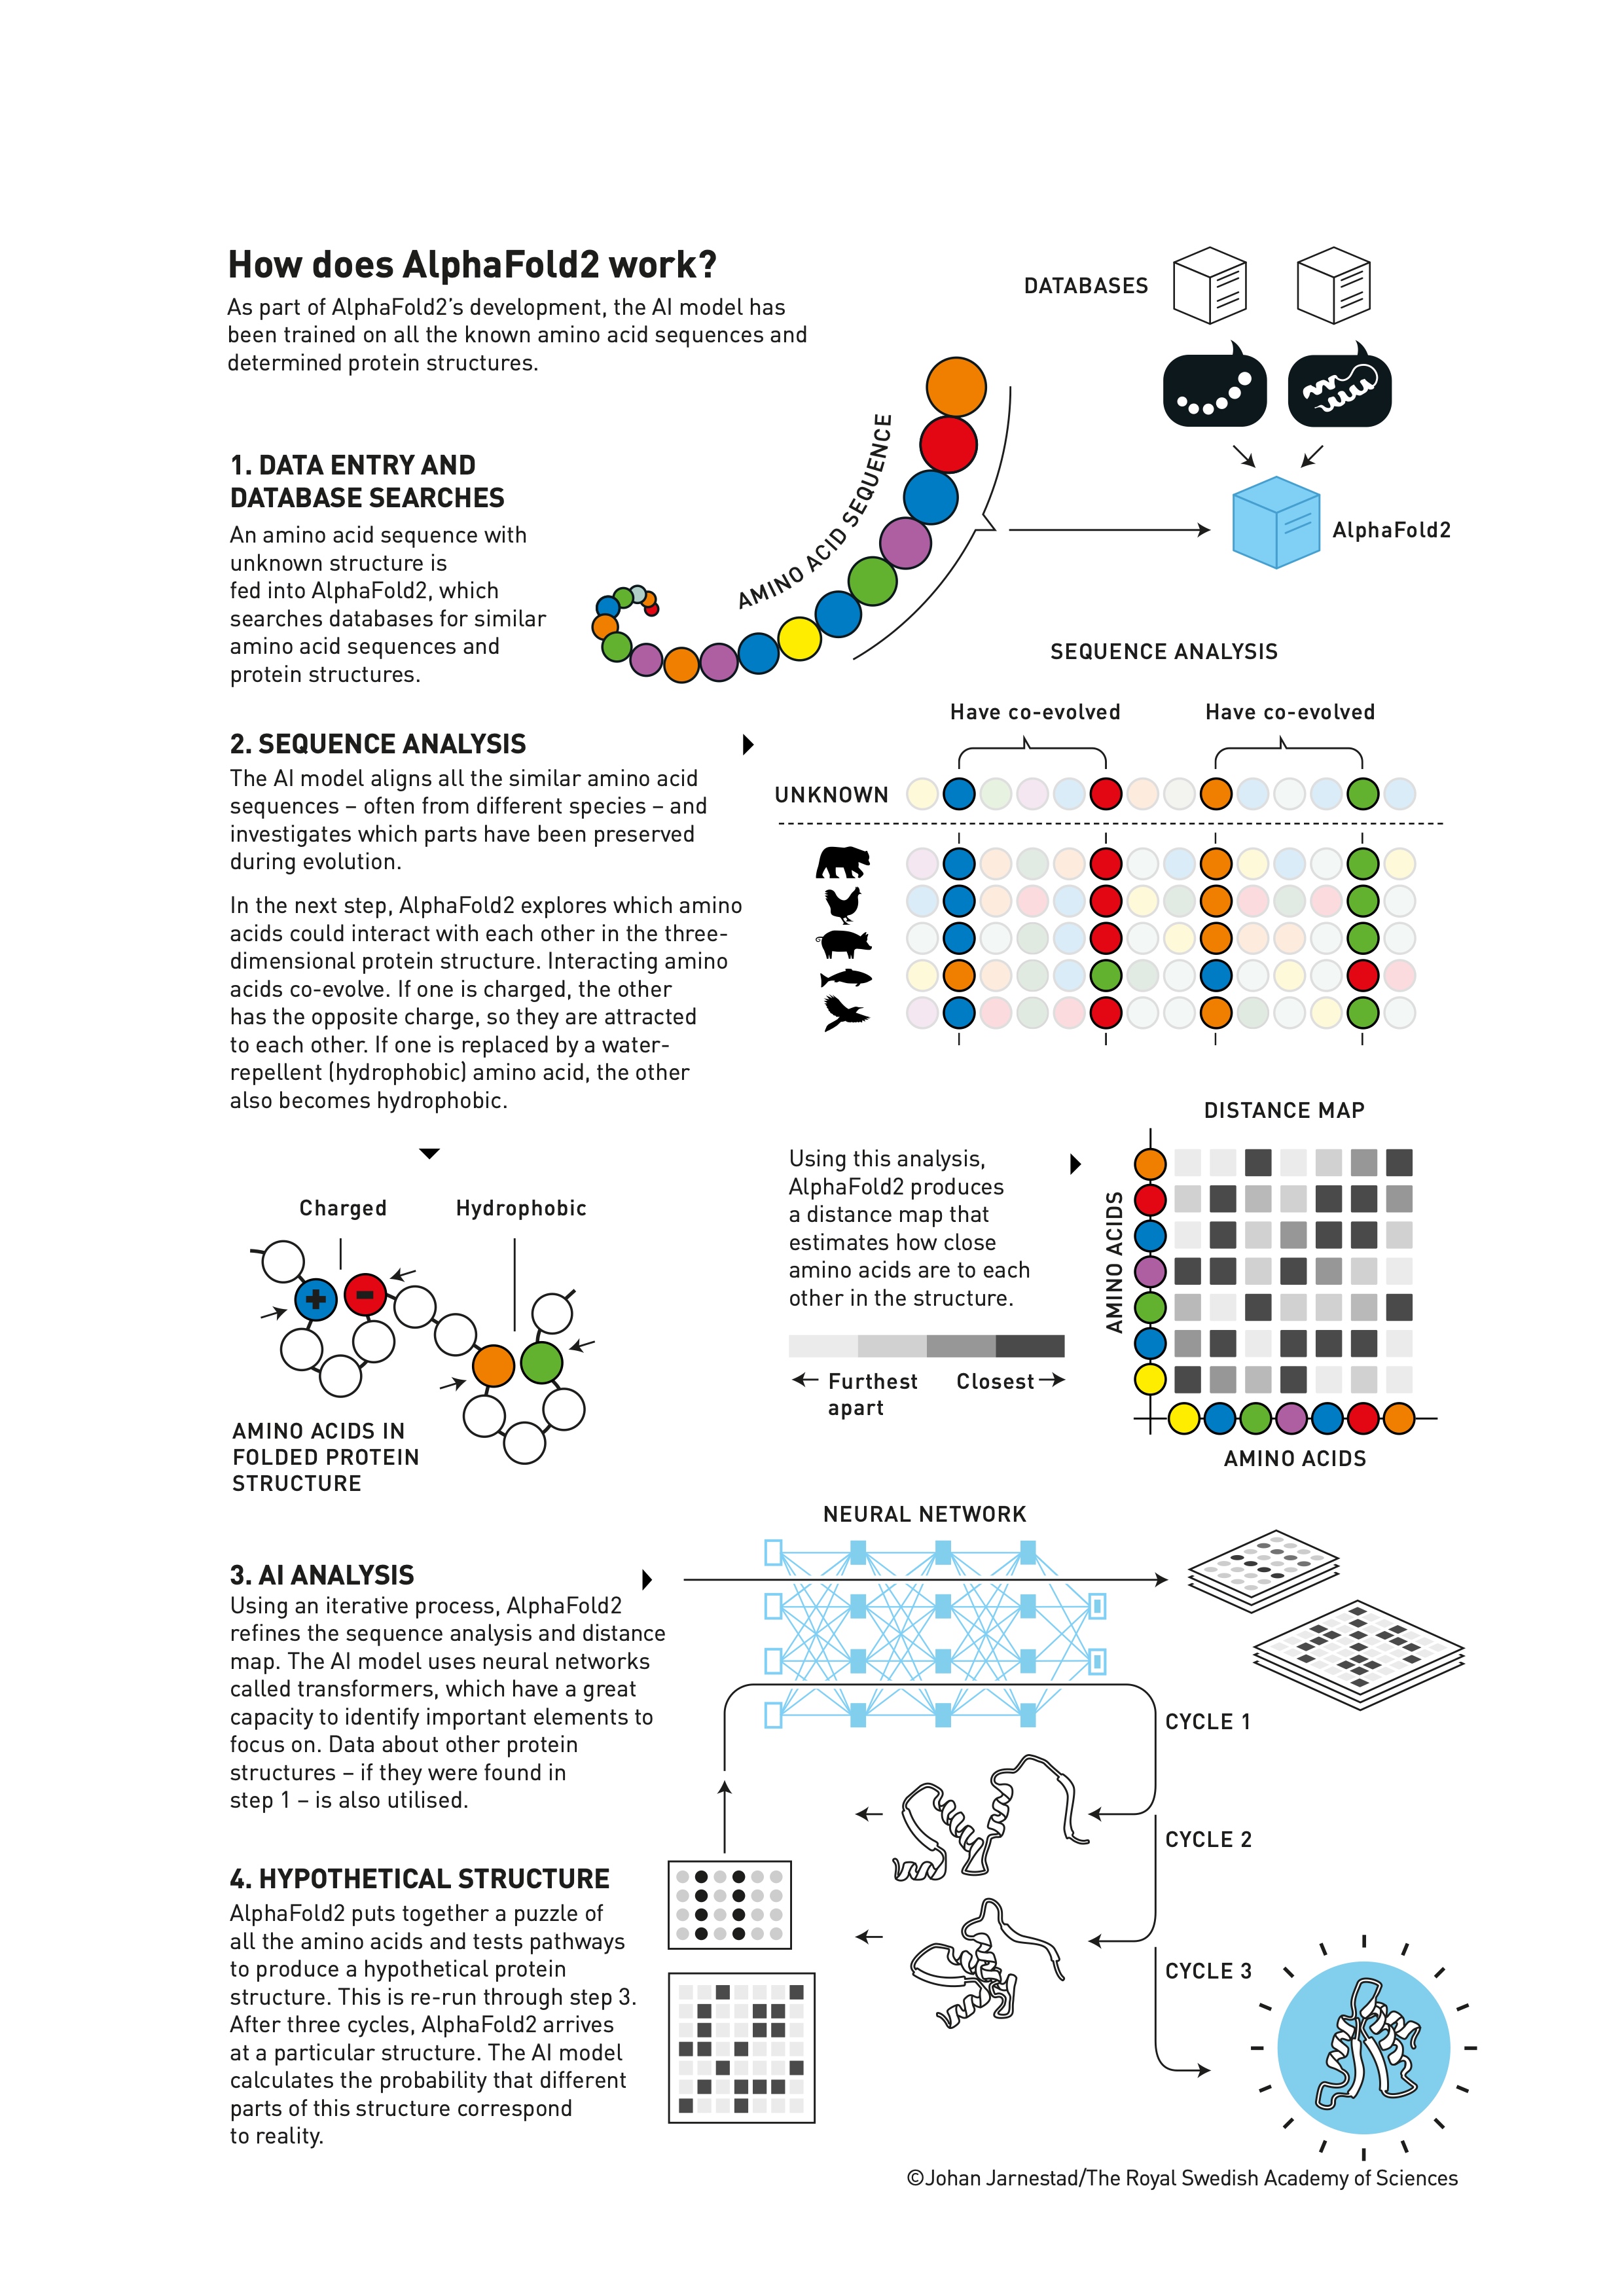 How does AlphaFold2 work?
As part of AlphaFold2’s development, the AI model has
been trained on all the known amino acid sequences and
determined protein structures.
DATABASES
AlphaFold2
AMINO ACID SEQUENCE
1. DATA ENTRY AND
DATABASE SEARCHES
An amino acid sequence with
unknown structure is
fed into AlphaFold2, which
searches databases for similar
amino acid sequences and
protein structures.
2. SEQUENCE ANALYSIS
The AI model aligns all the similar amino acid
sequences – often from different species – and
investigates which parts have been preserved
during evolution.
In the next step, AlphaFold2 explores which amino
acids could interact with each other in the three-
dimensional protein structure. Interacting amino
acids co-evolve. If one is charged, the other
has the opposite charge, so they are attracted
to each other. If one is replaced by a water-
repellent (hydrophobic) amino acid, the other
also becomes hydrophobic.
SEQUENCE ANALYSIS
Have co-evolved
Have co-evolved
UNKNOWN
Charged
Hydrophobic
+
-
AMINO ACIDS IN
FOLDED PROTEIN
STRUCTURE
Using this analysis,
AlphaFold2 produces
a distance map that
estimates how close
amino acids are to each
other in the structure.
Furthest
apart
Closest
DISTANCE MAP
AMINO ACIDS
AMINO ACIDS
3. AI ANALYSIS
Using an iterative process, AlphaFold2
refines the sequence analysis and distance
map. The AI model uses neural networks
called transformers, which have a great
capacity to identify important elements to
focus on. Data about other protein
structures – if they were found in
step 1 – is also utilised.
NEURAL NETWORK
CYCLE 1
CYCLE 2
CYCLE 3
4. HYPOTHETICAL STRUCTURE
AlphaFold2 puts together a puzzle of
all the amino acids and tests pathways
to produce a hypothetical protein
structure. This is re-run through step 3.
After three cycles, AlphaFold2 arrives
at a particular structure. The AI model
calculates the probability that different
parts of this structure correspond
to reality.
©Johan Jarnestad/The Royal Swedish Academy of Sciences